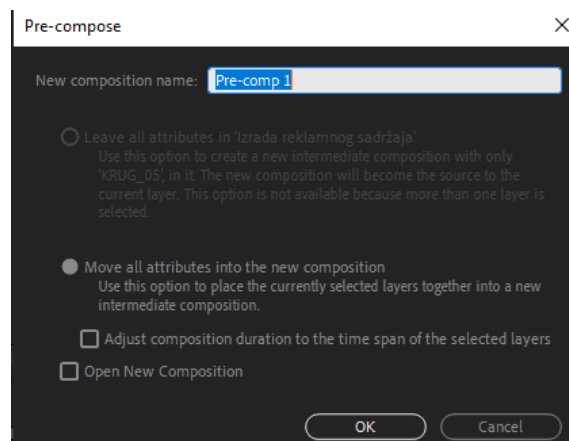 Pre-compose
New composition name: Pre-comp 1
Leave all attributes in 'Izrada reklamnog sadržaja'
Use this option to create a new intermediate composition with only
'KRUG_05', in it. The new composition will become the source to the
current layer. This option is not available because more than one layer is
selected.
Move all attributes into the new composition
Use this option to place the currently selected layers together into a new
intermediate composition.
Adjust composition duration to the time span of the selected layers
Open New Composition
OK Cancel